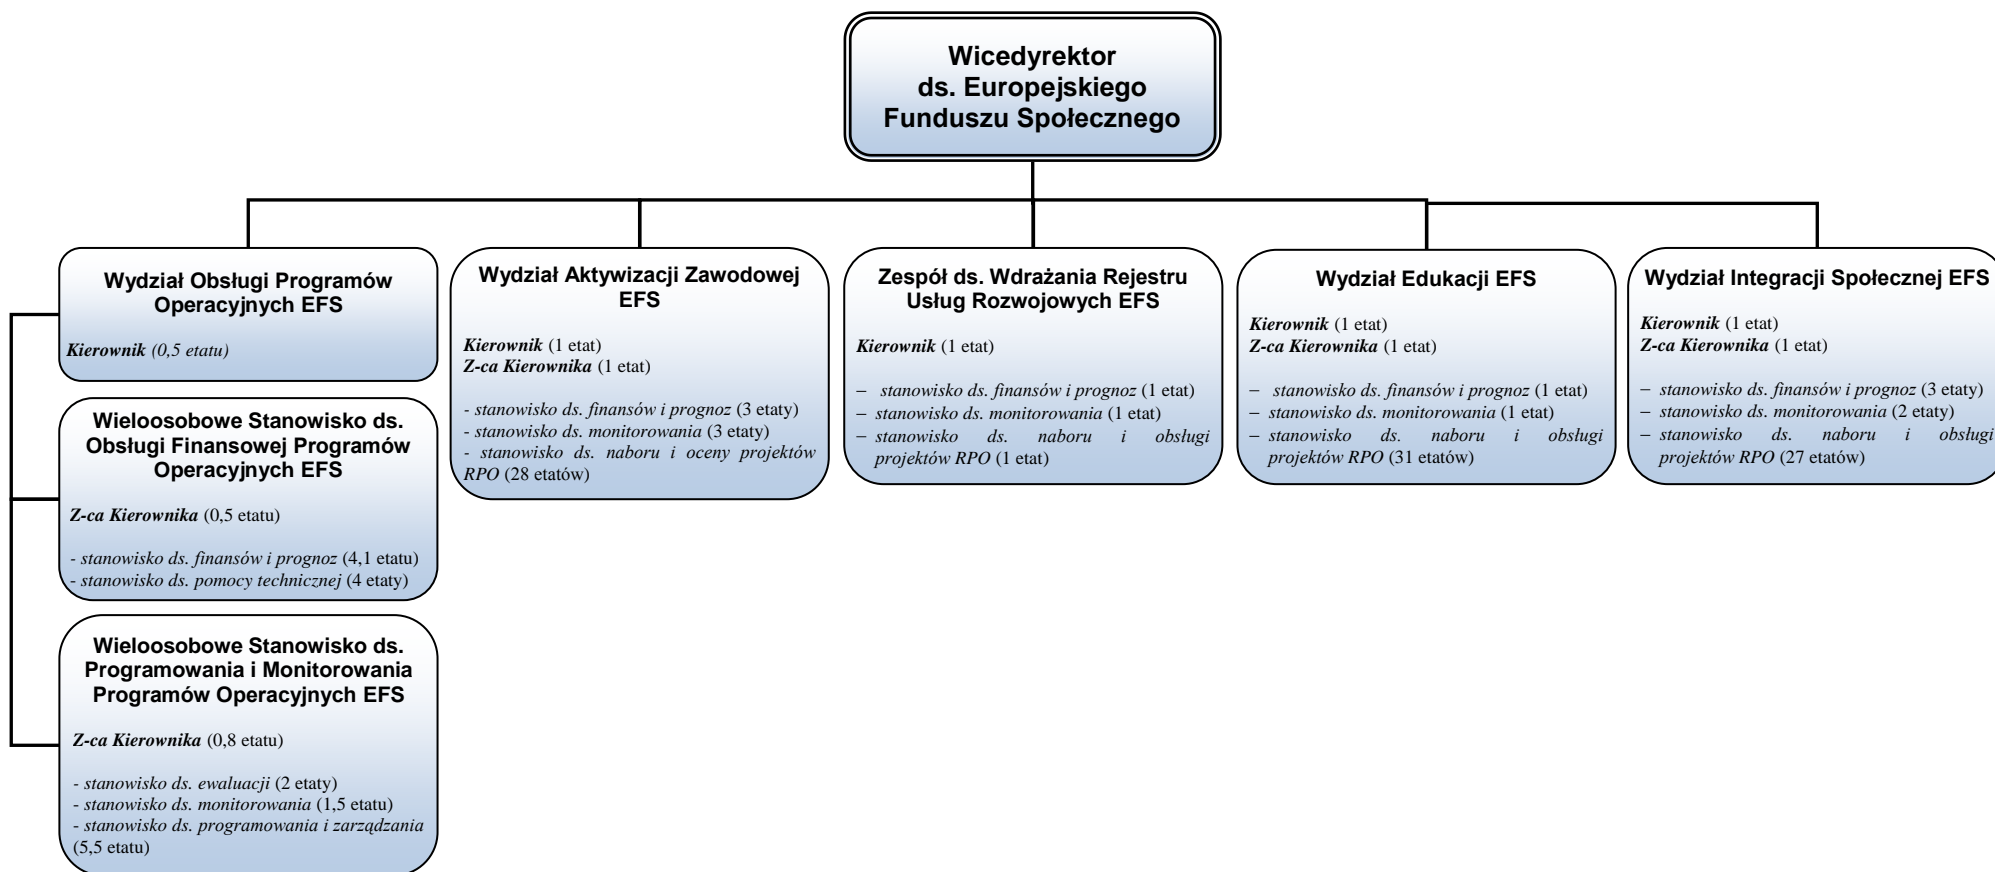 Wicedyrektor
ds. Europejskiego
Funduszu Społecznego
Wydział Obsługi Programów
Operacyjnych EFS
Kierownik (0,5 etatu)
Wieloosobowe Stanowisko ds.
Obsługi Finansowej Programów
Operacyjnych EFS
Z-ca Kierownika (0,5 etatu)
- stanowisko ds. finansów i prognoz (4,1 etatu)
- stanowisko ds. pomocy technicznej (4 etaty)
Wieloosobowe Stanowisko ds.
Programowania i Monitorowania
Programów Operacyjnych EFS
Z-ca Kierownika (0,8 etatu)
- stanowisko ds. ewaluacji (2 etaty)
- stanowisko ds. monitorowania (1,5 etatu)
- stanowisko ds. programowania i zarządzania
(5,5 etatu)
Wydział Aktywizacji Zawodowej
EFS
Kierownik (1 etat)
Z-ca Kierownika (1 etat)
- stanowisko ds. finansów i prognoz (3 etaty)
- stanowisko ds. monitorowania (3 etaty)
- stanowisko ds. naboru i oceny projektów
RPO (28 etatów)
Zespół ds. Wdrażania Rejestru
Usług Rozwojowych EFS
Kierownik (1 etat)
– stanowisko ds. finansów i prognoz (1 etat)
– stanowisko ds. monitorowania (1 etat)
– stanowisko ds. naboru i obsługi
projektów RPO (1 etat)
Wydział Edukacji EFS
Kierownik (1 etat)
Z-ca Kierownika (1 etat)
– stanowisko ds. finansów i prognoz (1 etat)
– stanowisko ds. monitorowania (1 etat)
– stanowisko ds. naboru i obsługi
projektów RPO (31 etatów)
Wydział Integracji Społecznej EFS
Kierownik (1 etat)
Z-ca Kierownika (1 etat)
– stanowisko ds. finansów i prognoz (3 etaty)
– stanowisko ds. monitorowania (2 etaty)
– stanowisko ds. naboru i obsługi
projektów RPO (27 etatów)